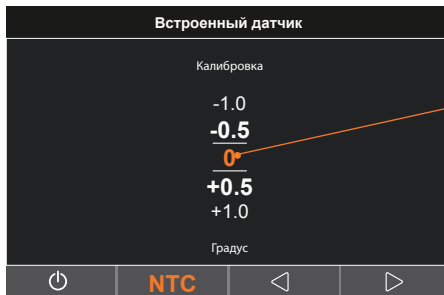 Встроенный датчик
Калибровка
-1.0
-0.5
0
+0.5
+1.0
Градус
NTC